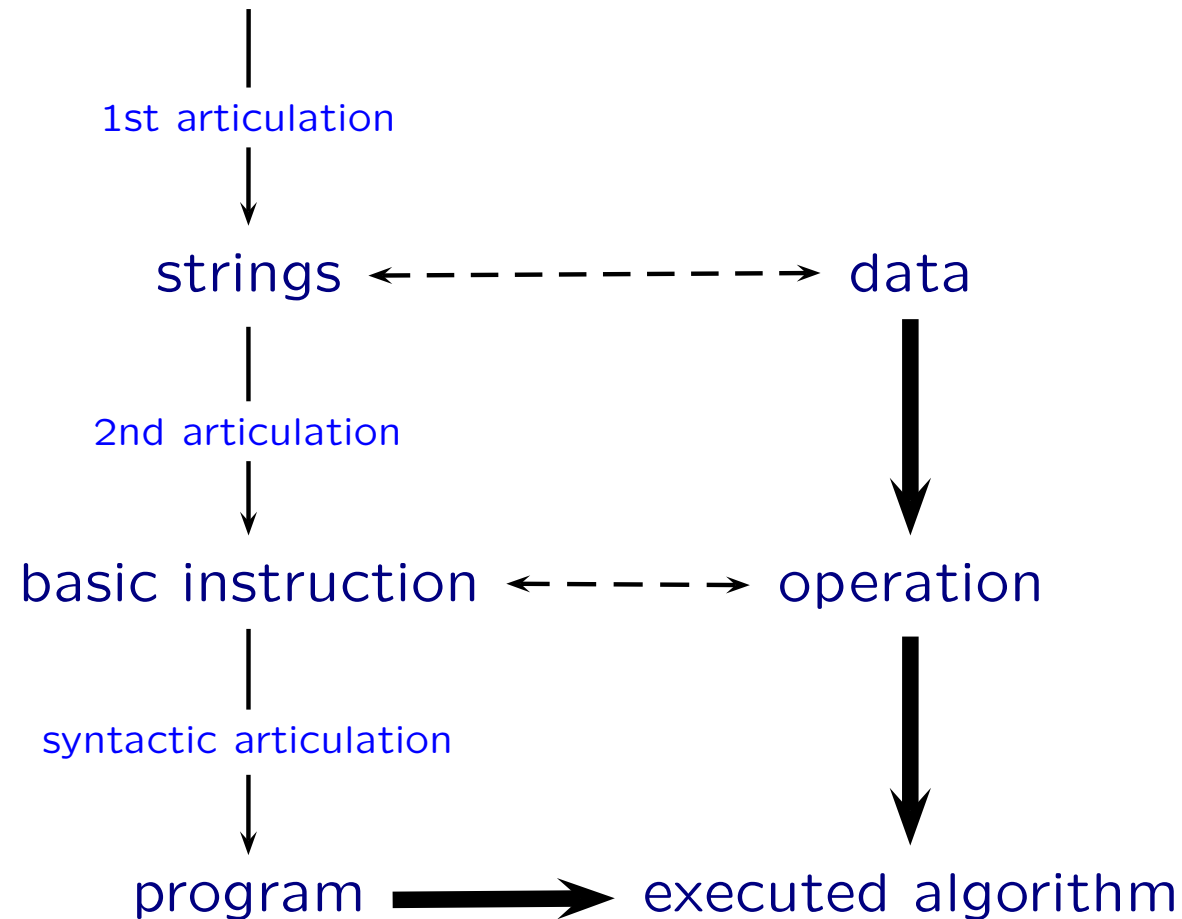 1st articulation
strings data
2nd articulation
basic instruction operation
syntactic articulation
program executed algorithm